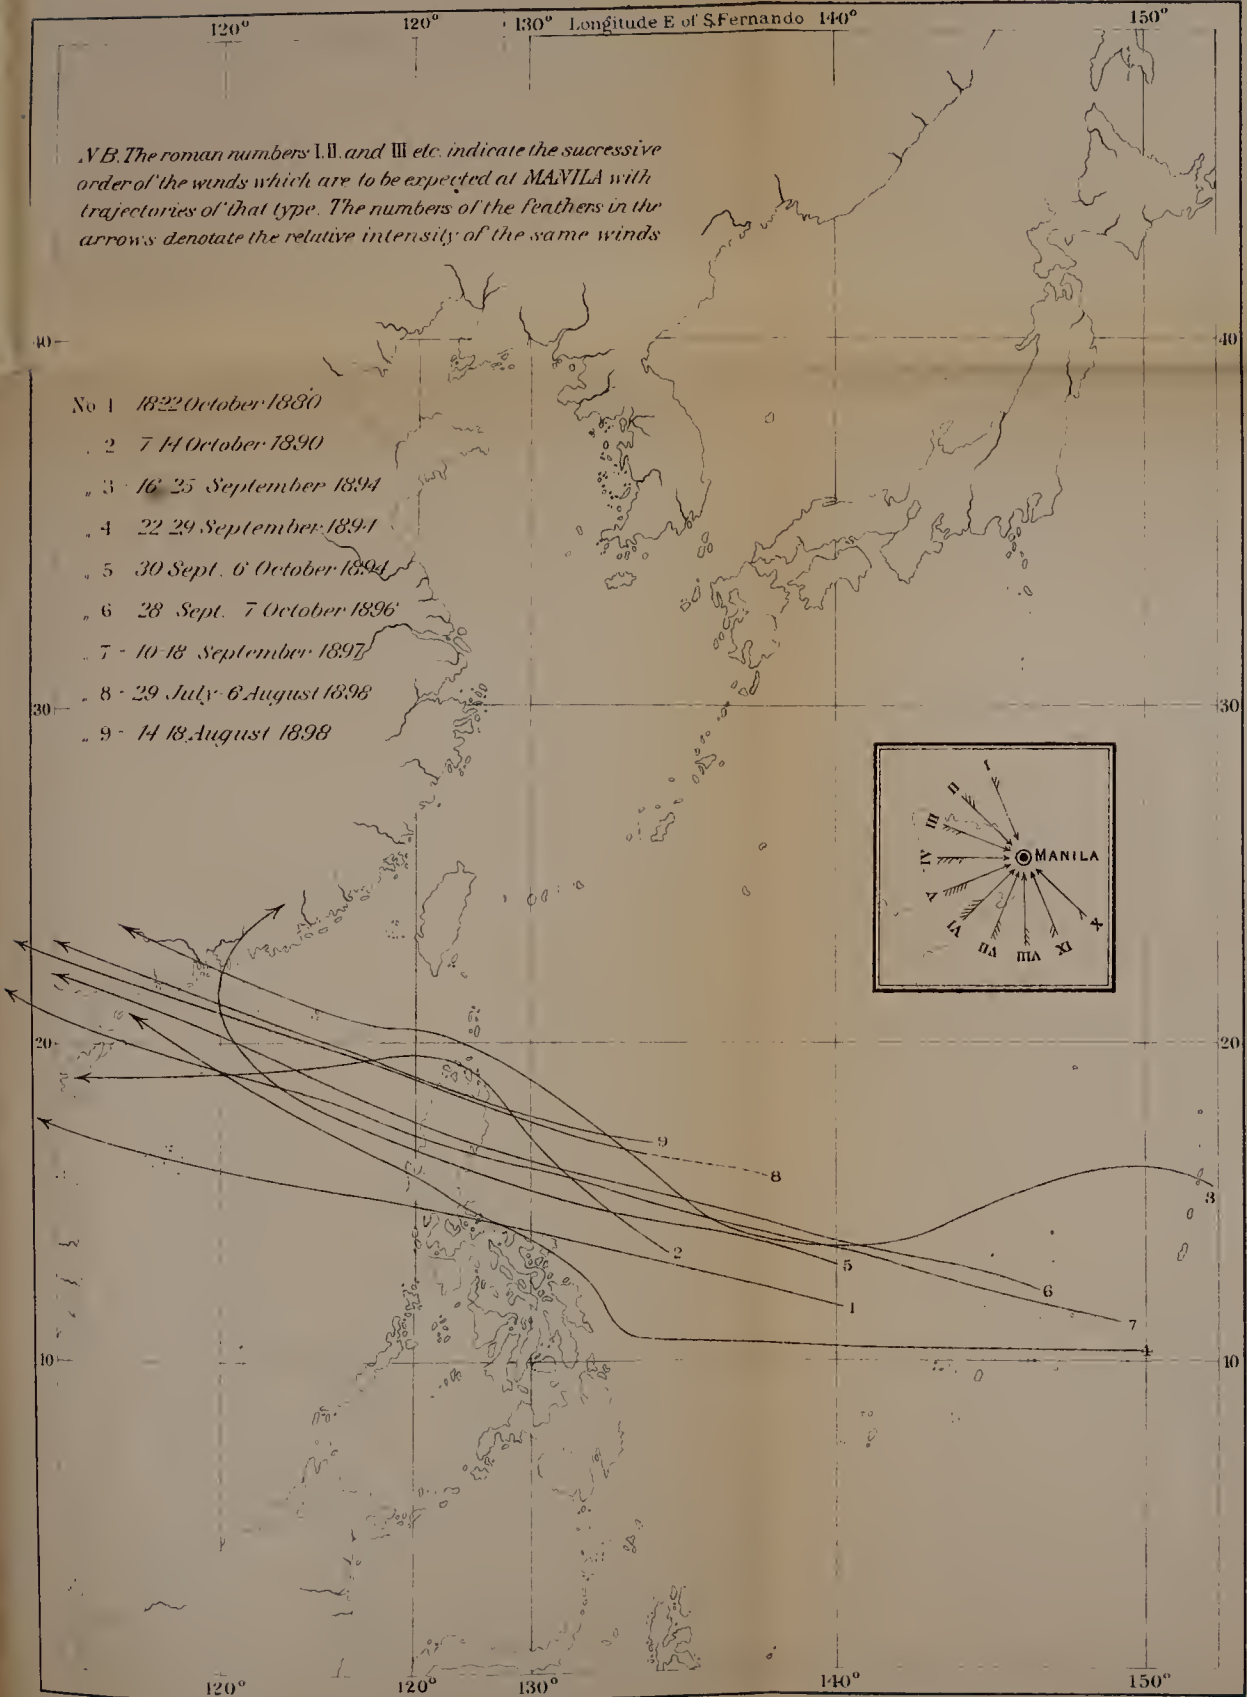 120° 120° 130° Longitude E of S.Fernando 140° 150°
NB. The roman numbers I.II. and III etc. indicate the successive
order of the winds which are to be expected at MANILA with
trajectories of that type. The numbers of the feathers in the
arrows denotate the relative intensity of the same winds
40 40
No 1 18 22 October 1880
„ 2 7 14 October 1890
„ 3 - 16 25 September 1894
„ 4 22 29 September 1894
„ 5 30 Sept. 6 October 1894
„ 6 28 Sept. 7 October 1896
„ 7 - 10-18 September 1897
„ 8 - 29 July-6 August 1898
„ 9 - 14 18 August 1898
30 30
I
II
III
IV
MANILA
V
VI
VII
VIII
IX
X
20 20
9
8
3
2
5
6
1
7
4
10 10
120° 120° 130° 140° 150°